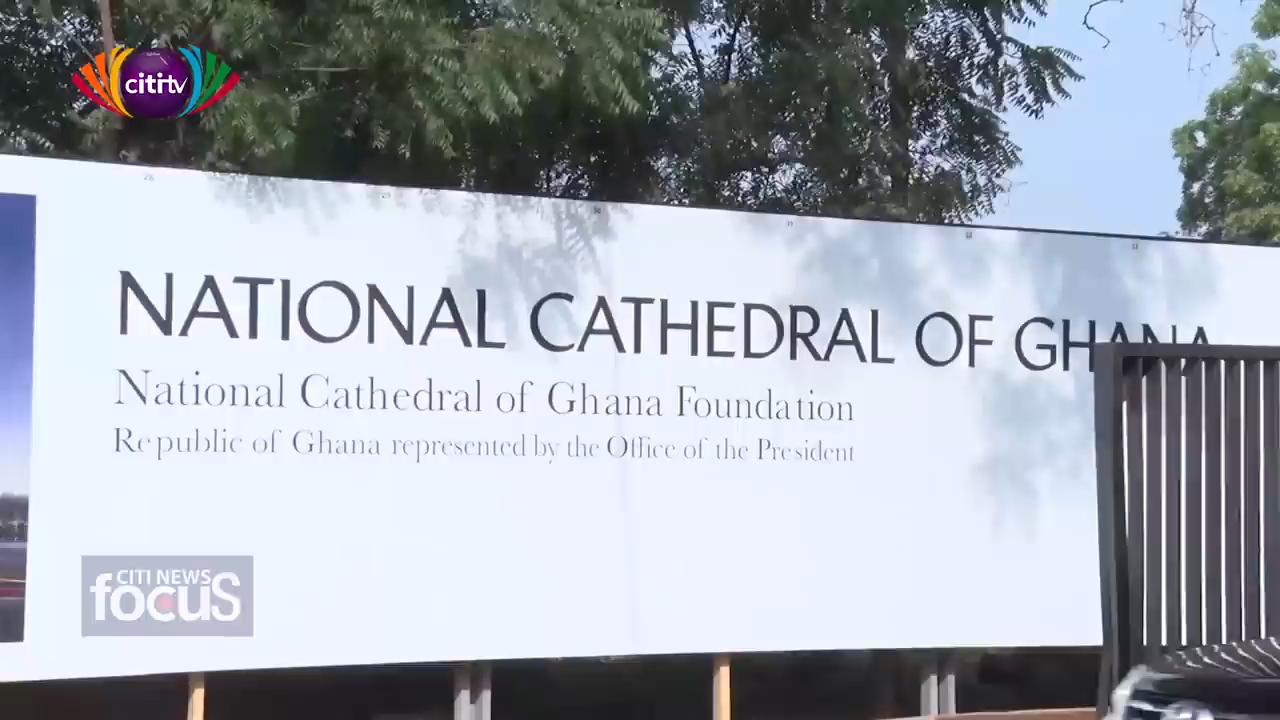 citi tv
NATIONAL CATHEDRAL OF GHANA
National Cathedral of Ghana Foundation
Republic of Ghana represented by the Office of the President
CITI NEWS
focuS